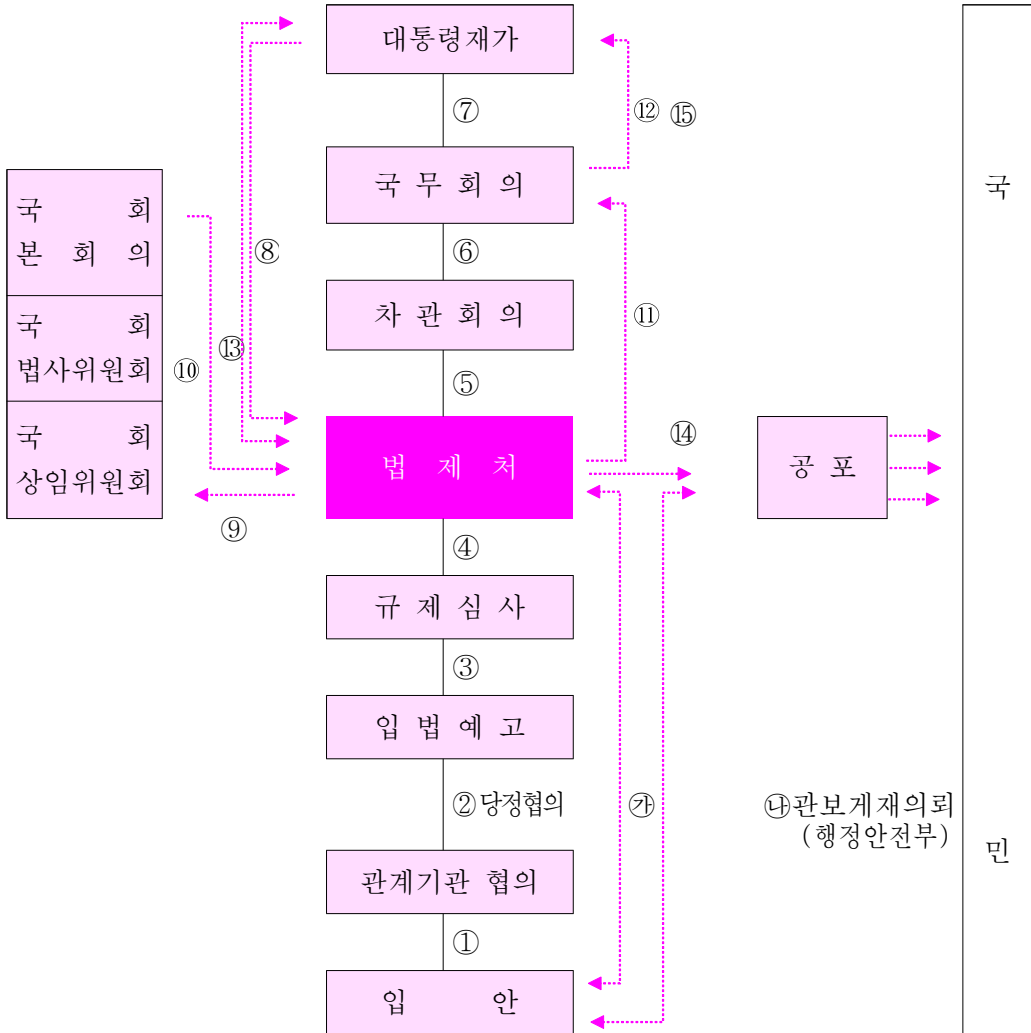 대통령재가
⑦
⑫ ⑮
국 무 회 의
국 회
본 회 의
⑧
⑥
차 관 회 의
⑪
국 회
법사위원회
⑩
⑬
⑤
국 회
상임위원회
법 제 처
⑭
공 포
⑨
④
규 제 심 사
③
입 법 예 고
② 당정협의
㉮
㉯관보게재의뢰
(행정안전부)
관계기관 협의
①
입 안
국
민